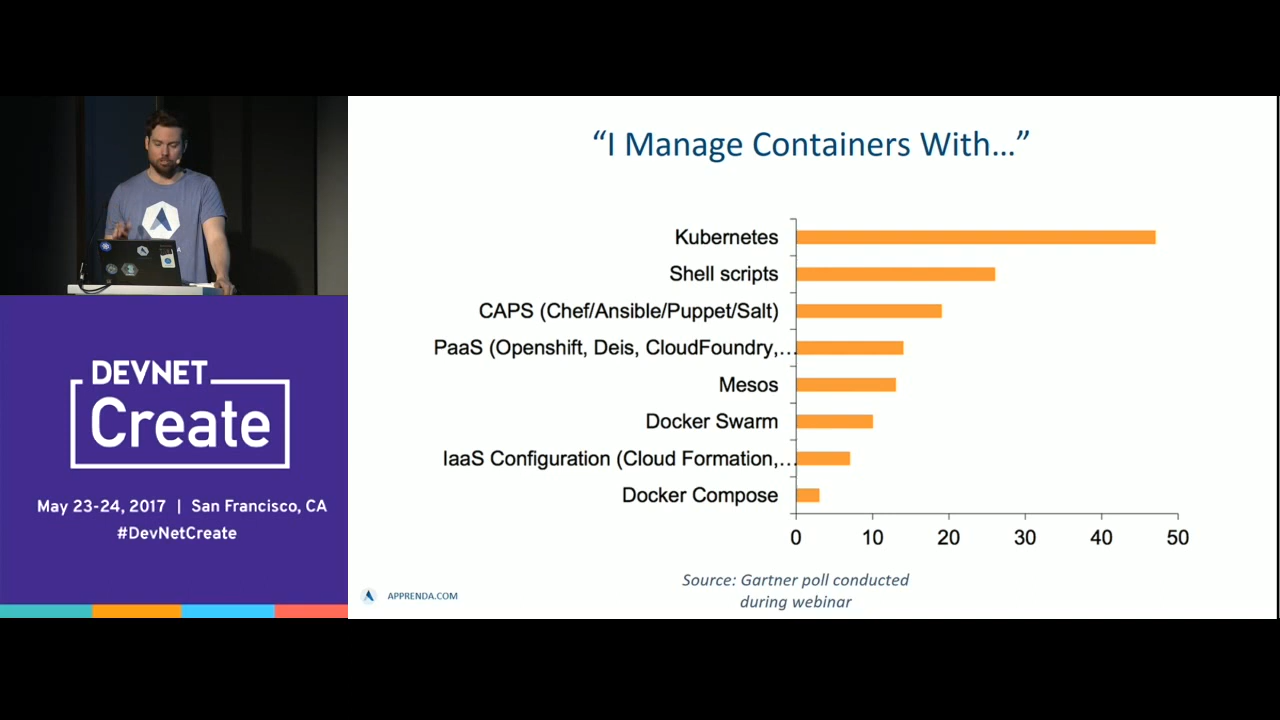 DEVNET
Create
May 23-24, 2017 | San Francisco, CA
#DevNetCreate
“I Manage Containers With…”
Kubernetes
Shell scripts
CAPS (Chef/Ansible/Puppet/Salt)
PaaS (Openshift, Deis, CloudFoundry,…
Mesos
Docker Swarm
IaaS Configuration (Cloud Formation,…
Docker Compose
0 10 20 30 40 50
Source: Gartner poll conducted
during webinar
APPRENDA.COM